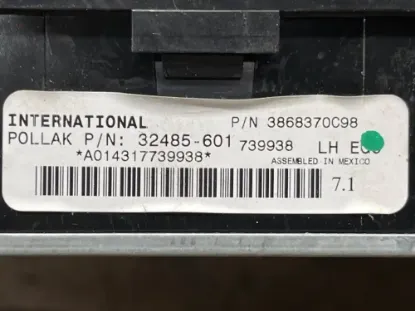 INTERNATIONAL P/N 3868370C98
POLLAK P/N: 32485-601 739938 LH
*A014317739938* ASSEMBLED IN MEXICO
7.1